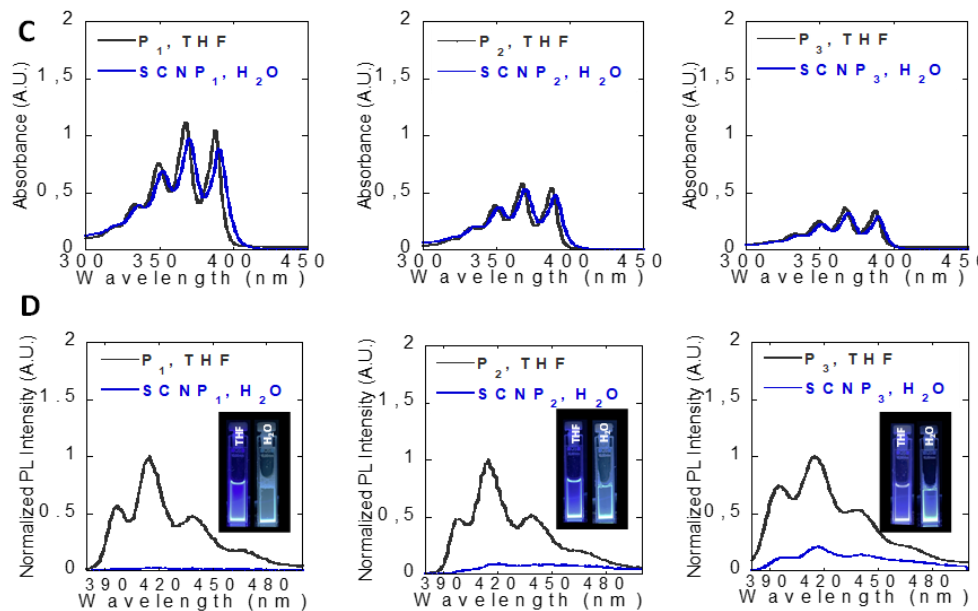 C
2
1,5
1
0,5
0
Absorbance (A.U.)
P1, THF
SCNP1, H2O
300 350 400 450
Wavelength (nm)
2
1,5
1
0,5
0
Absorbance (A.U.)
P2, THF
SCNP2, H2O
300 350 400 450
Wavelength (nm)
2
1,5
1
0,5
0
Absorbance (A.U.)
P3, THF
SCNP3, H2O
300 350 400 450
Wavelength (nm)
D
2
1,5
1
0,5
0
Normalized PL Intensity (A.U.)
P1, THF
SCNP1, H2O
THF
H2O
390 420 450 480
Wavelength (nm)
2
1,5
1
0,5
0
Normalized PL Intensity (A.U.)
P2, THF
SCNP2, H2O
THF
H2O
390 420 450 480
Wavelength (nm)
2
1,5
1
0,5
0
Normalized PL Intensity (A.U.)
P3, THF
SCNP3, H2O
THF
H2O
390 420 450 480
Wavelength (nm)